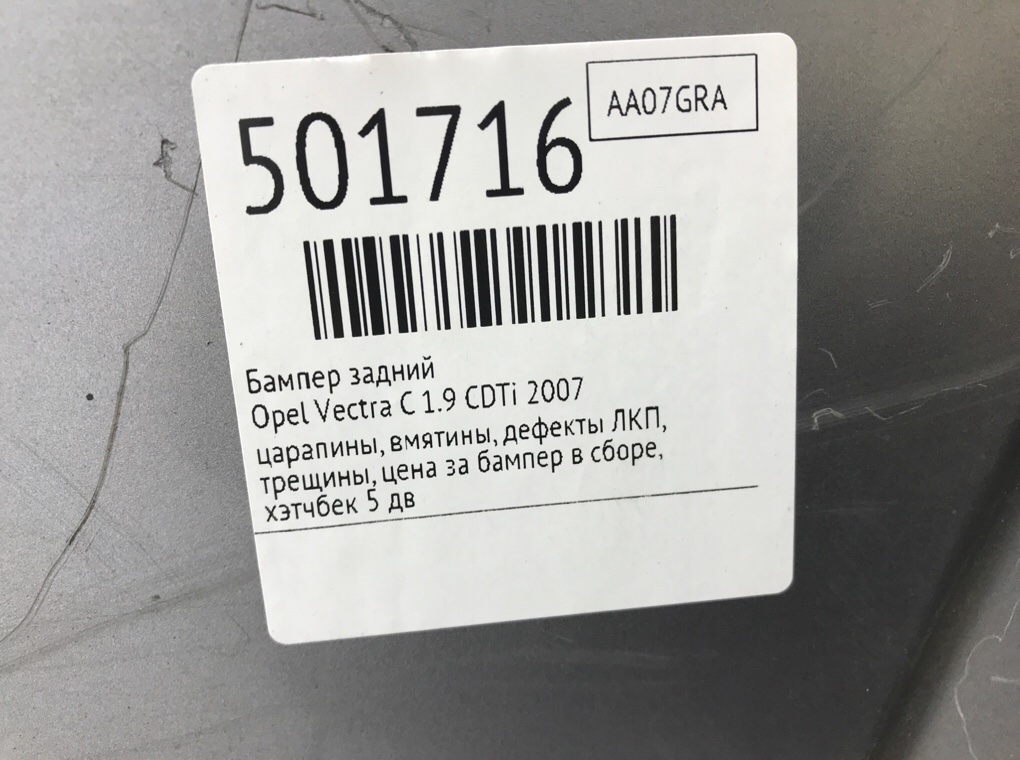 AA07GRA
501716
Бампер задний
Opel Vectra C 1.9 CDTi 2007
царапины, вмятины, дефекты ЛКП,
трещины, цена за бампер в сборе,
хэтчбек 5 дв